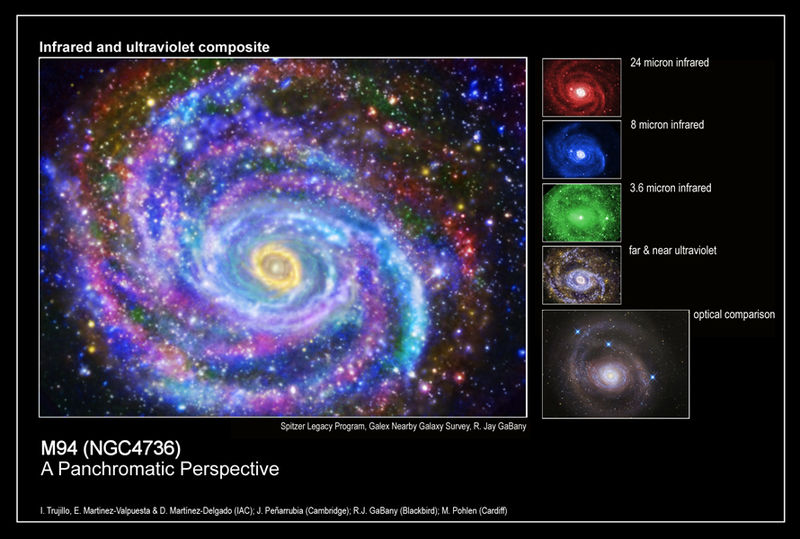 Infrared and ultraviolet composite
24 micron infrared
8 micron infrared
3.6 micron infrared
far & near ultraviolet
optical comparison
Spitzer Legacy Program, Galex Nearby Galaxy Survey, R. Jay GaBany
M94 (NGC4736)
A Panchromatic Perspective
I. Trujillo, E. Martinez-Valpuesta & D. Martinez-Delgado (IAC); J. Peñarrubia (Cambridge); R.J. GaBany (Blackbird); M. Pohlen (Cardiff)